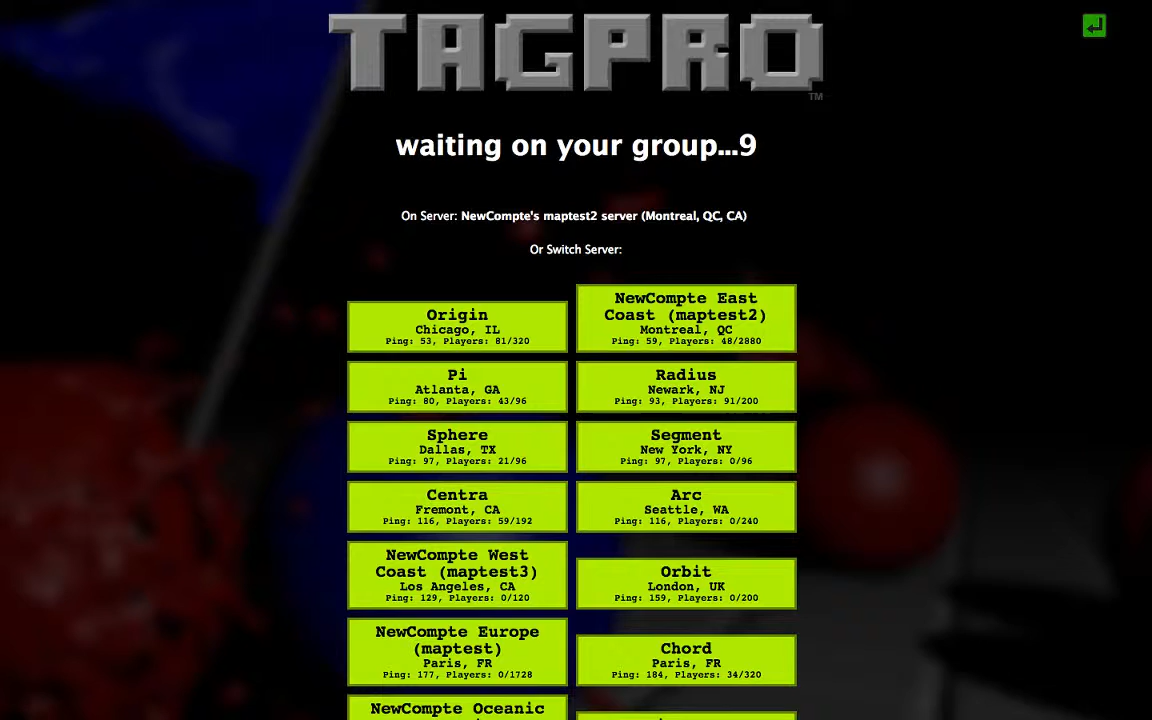 TAGPRO
TM
waiting on your group...9
On Server: NewCompte's maptest2 server (Montreal, QC, CA)
Or Switch Server:
Origin
Chicago, IL
Ping: 53, Players: 81/320
NewCompte East
Coast (maptest2)
Montreal, QC
Ping: 59, Players: 48/2880
Pi
Atlanta, GA
Ping: 80, Players: 43/96
Radius
Newark, NJ
Ping: 93, Players: 91/200
Sphere
Dallas, TX
Ping: 97, Players: 21/96
Segment
New York, NY
Ping: 97, Players: 0/96
Centra
Fremont, CA
Ping: 116, Players: 59/192
Arc
Seattle, WA
Ping: 116, Players: 0/240
NewCompte West
Coast (maptest3)
Los Angeles, CA
Ping: 129, Players: 0/120
Orbit
London, UK
Ping: 159, Players: 0/200
NewCompte Europe
(maptest)
Paris, FR
Ping: 177, Players: 0/1728
Chord
Paris, FR
Ping: 184, Players: 34/320
NewCompte Oceanic